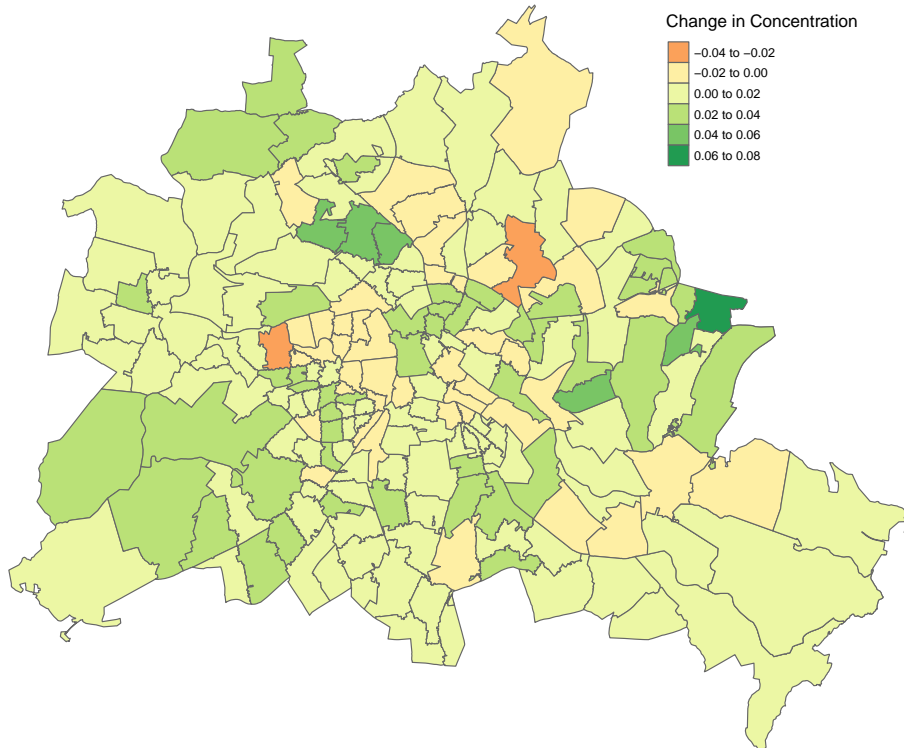 Change in Concentration
−0.04 to −0.02
−0.02 to 0.00
0.00 to 0.02
0.02 to 0.04
0.04 to 0.06
0.06 to 0.08